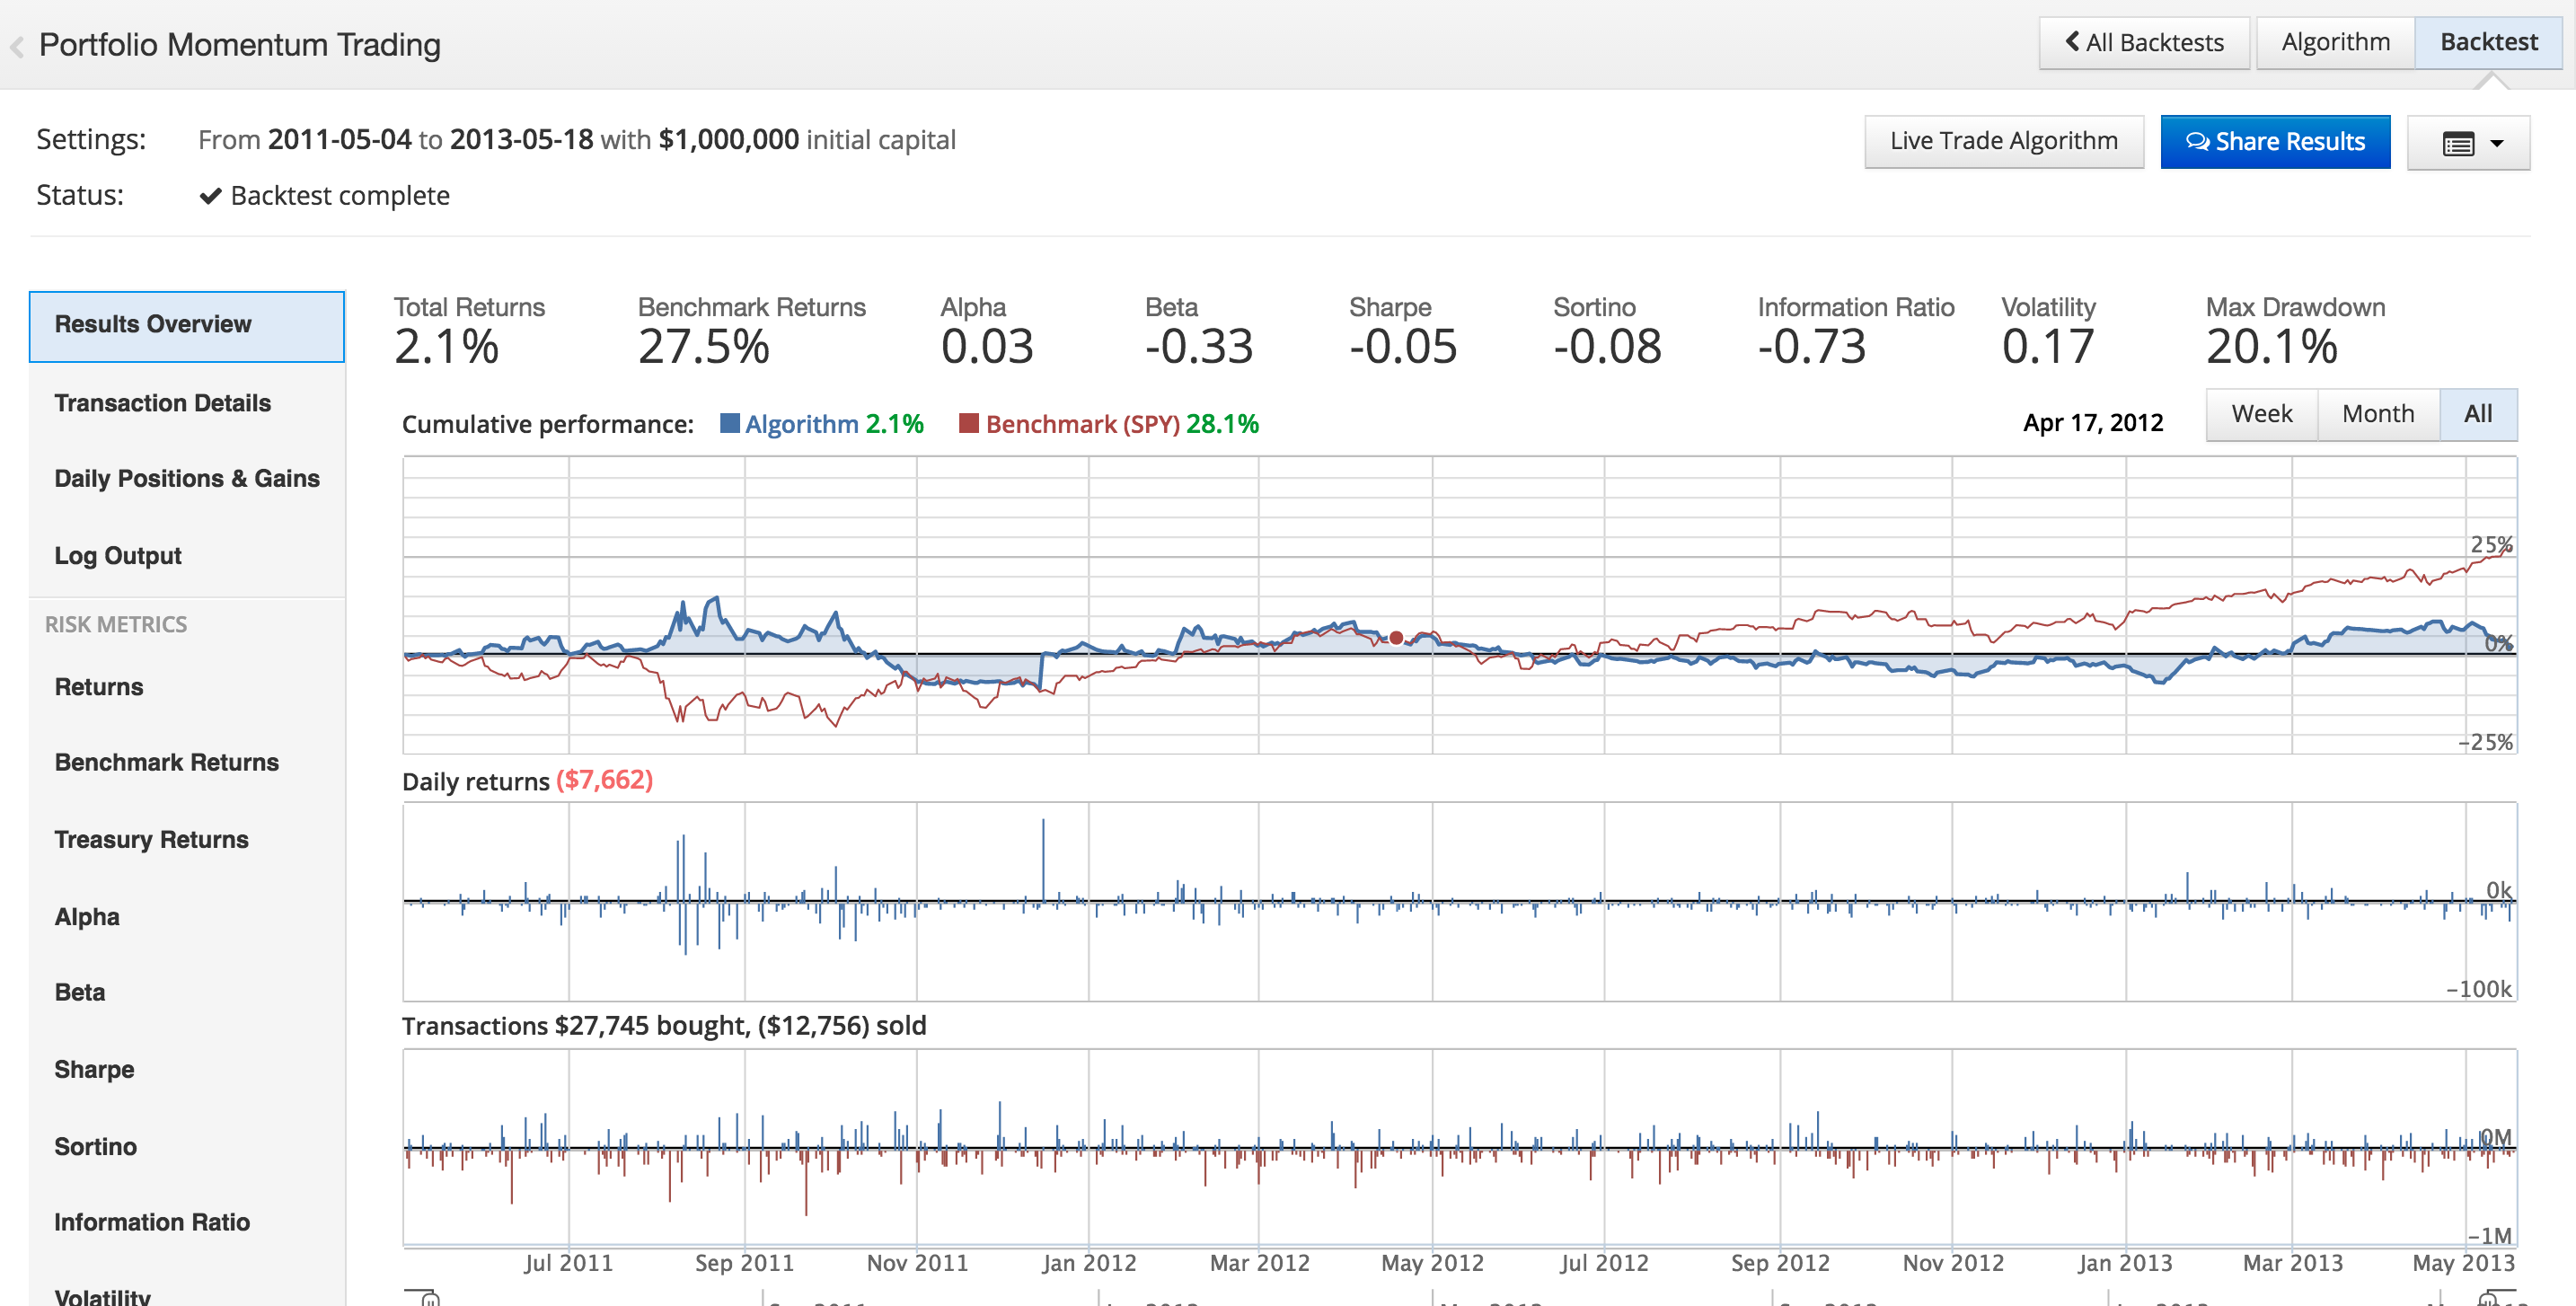 Portfolio Momentum Trading
All Backtests
Algorithm
Backtest
Settings: From 2011-05-04 to 2013-05-18 with $1,000,000 initial capital
Live Trade Algorithm
Share Results
Status: Backtest complete
Results Overview
Transaction Details
Daily Positions & Gains
Log Output
RISK METRICS
Returns
Benchmark Returns
Treasury Returns
Alpha
Beta
Sharpe
Sortino
Information Ratio
Volatility
Total Returns
2.1%
Benchmark Returns
27.5%
Alpha
0.03
Beta
-0.33
Sharpe
-0.05
Sortino
-0.08
Information Ratio
-0.73
Volatility
0.17
Max Drawdown
20.1%
Cumulative performance: Algorithm 2.1% Benchmark (SPY) 28.1%
Apr 17, 2012
Week
Month
All
25%
0%
-25%
Daily returns ($7,662)
0k
-100k
Transactions $27,745 bought, ($12,756) sold
0M
-1M
Jul 2011 Sep 2011 Nov 2011 Jan 2012 Mar 2012 May 2012 Jul 2012 Sep 2012 Nov 2012 Jan 2013 Mar 2013 May 2013